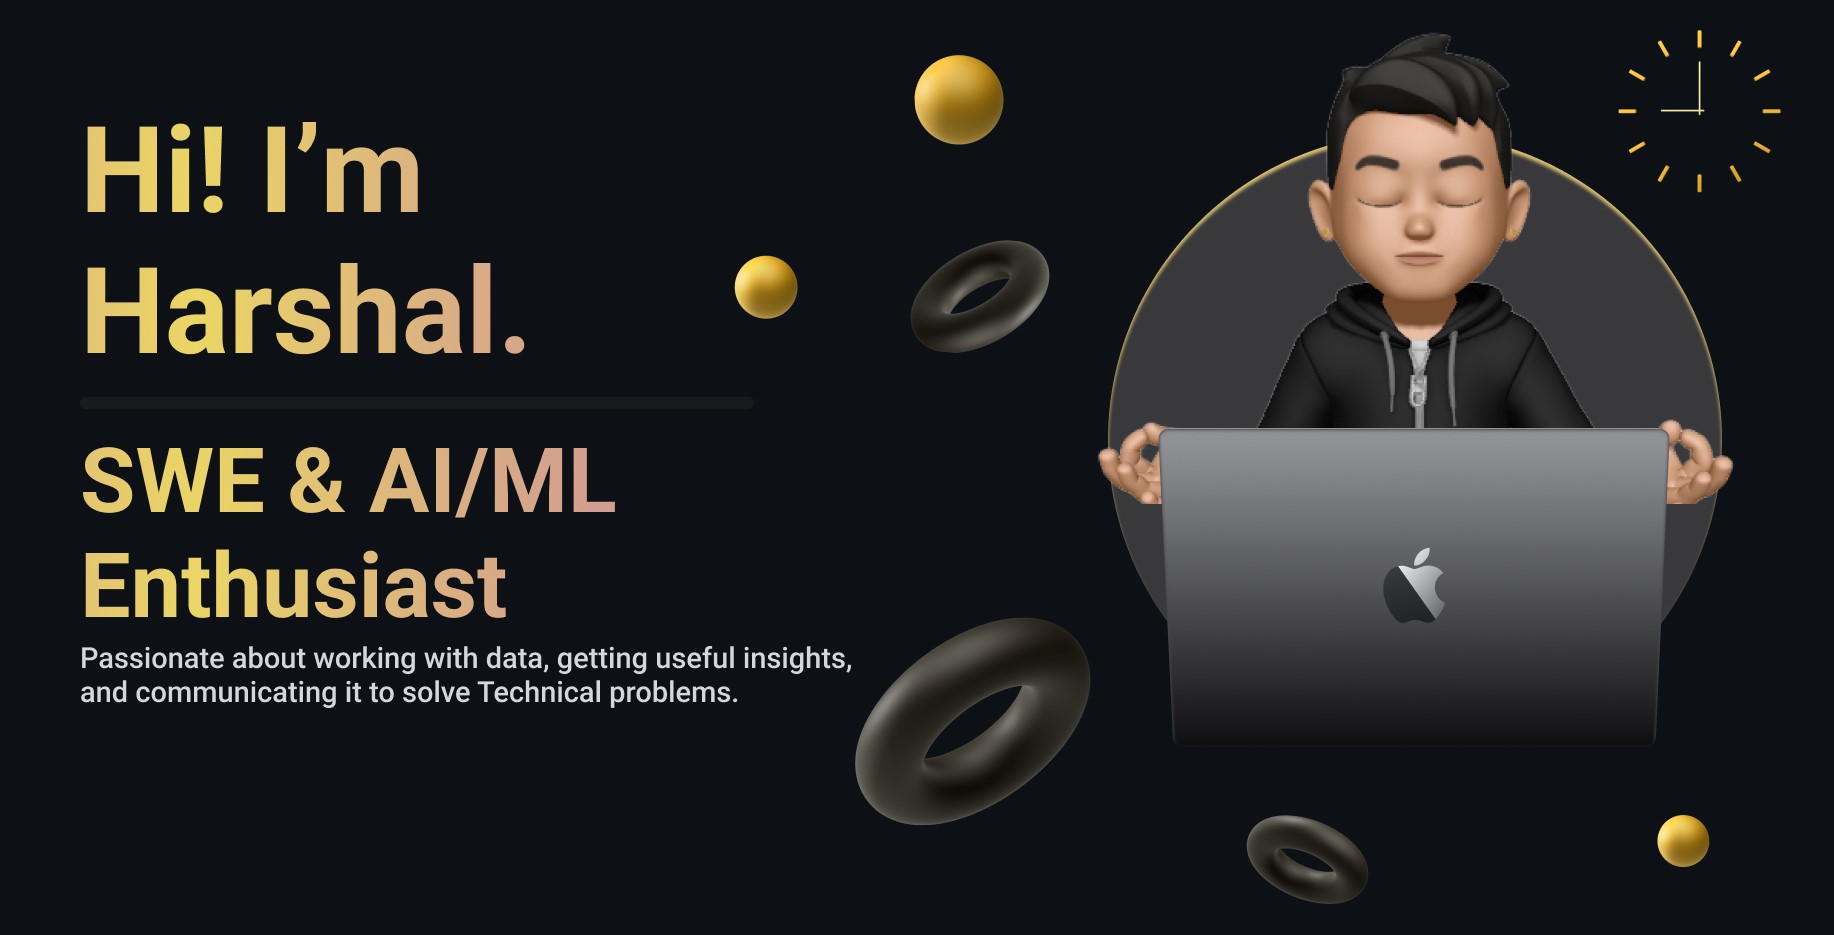 Hi! I’m
Harshal.
SWE & AI/ML
Enthusiast
Passionate about working with data, getting useful insights,
and communicating it to solve Technical problems.